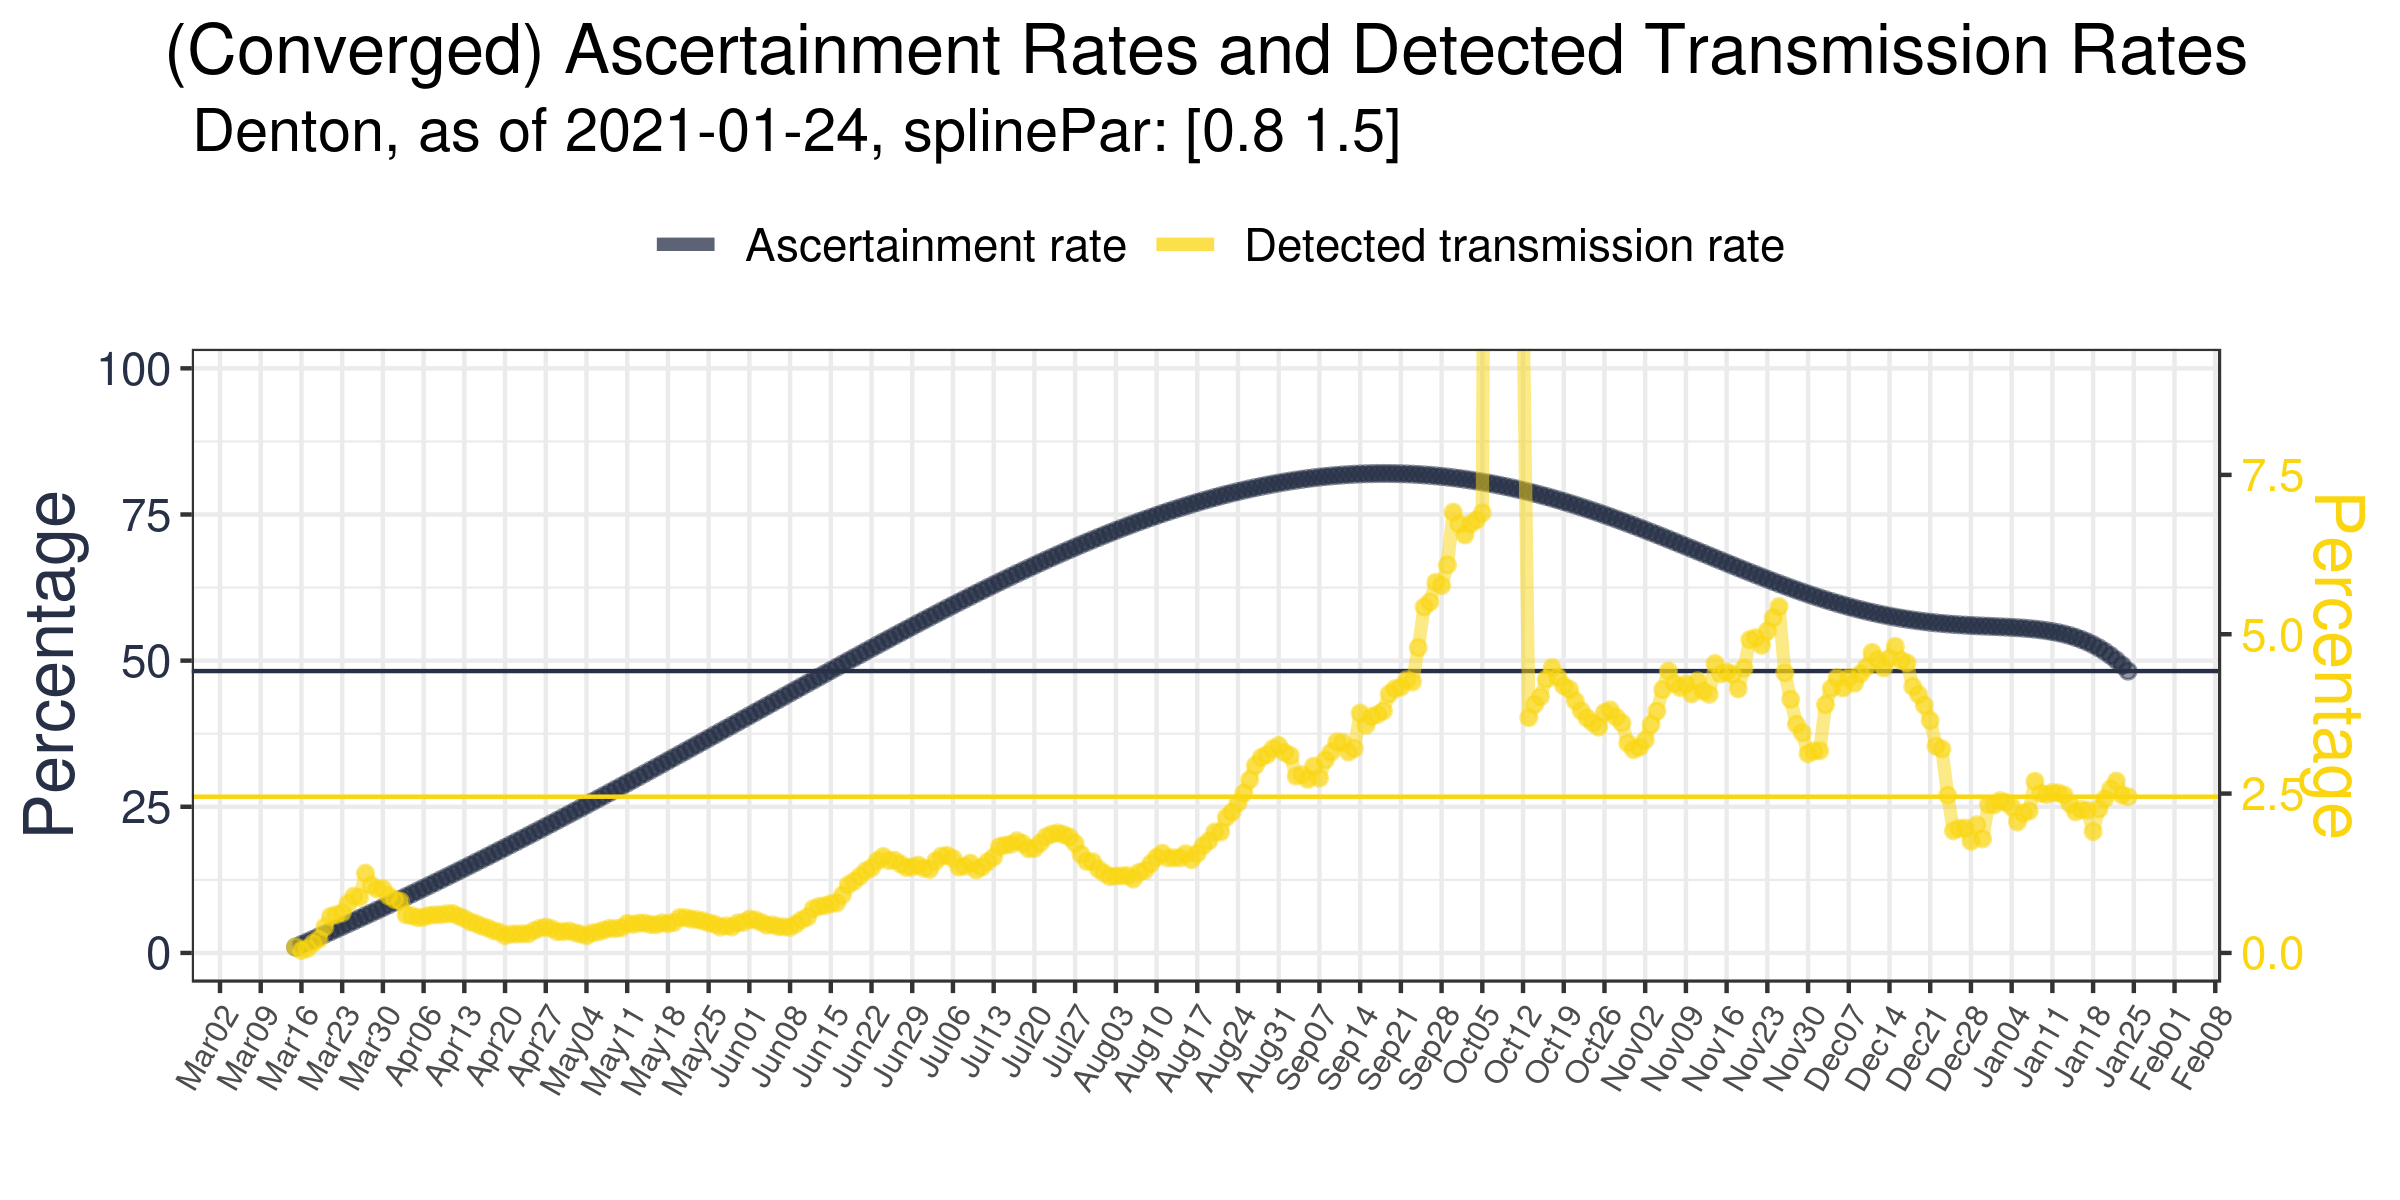 (Converged) Ascertainment Rates and Detected Transmission Rates
Denton, as of 2021-01-24, splinePar: [0.8 1.5]
Ascertainment rate
Detected transmission rate
Percentage
100
75
50
25
0
7.5
5.0
2.5
0.0
Percentage
Mar02
Mar09
Mar16
Mar23
Mar30
Apr06
Apr13
Apr20
Apr27
May04
May11
May18
May25
Jun01
Jun08
Jun15
Jun22
Jun29
Jul06
Jul13
Jul20
Jul27
Aug03
Aug10
Aug17
Aug24
Aug31
Sep07
Sep14
Sep21
Sep28
Oct05
Oct12
Oct19
Oct26
Nov02
Nov09
Nov16
Nov23
Nov30
Dec07
Dec14
Dec21
Dec28
Jan04
Jan11
Jan18
Jan25
Feb01
Feb08